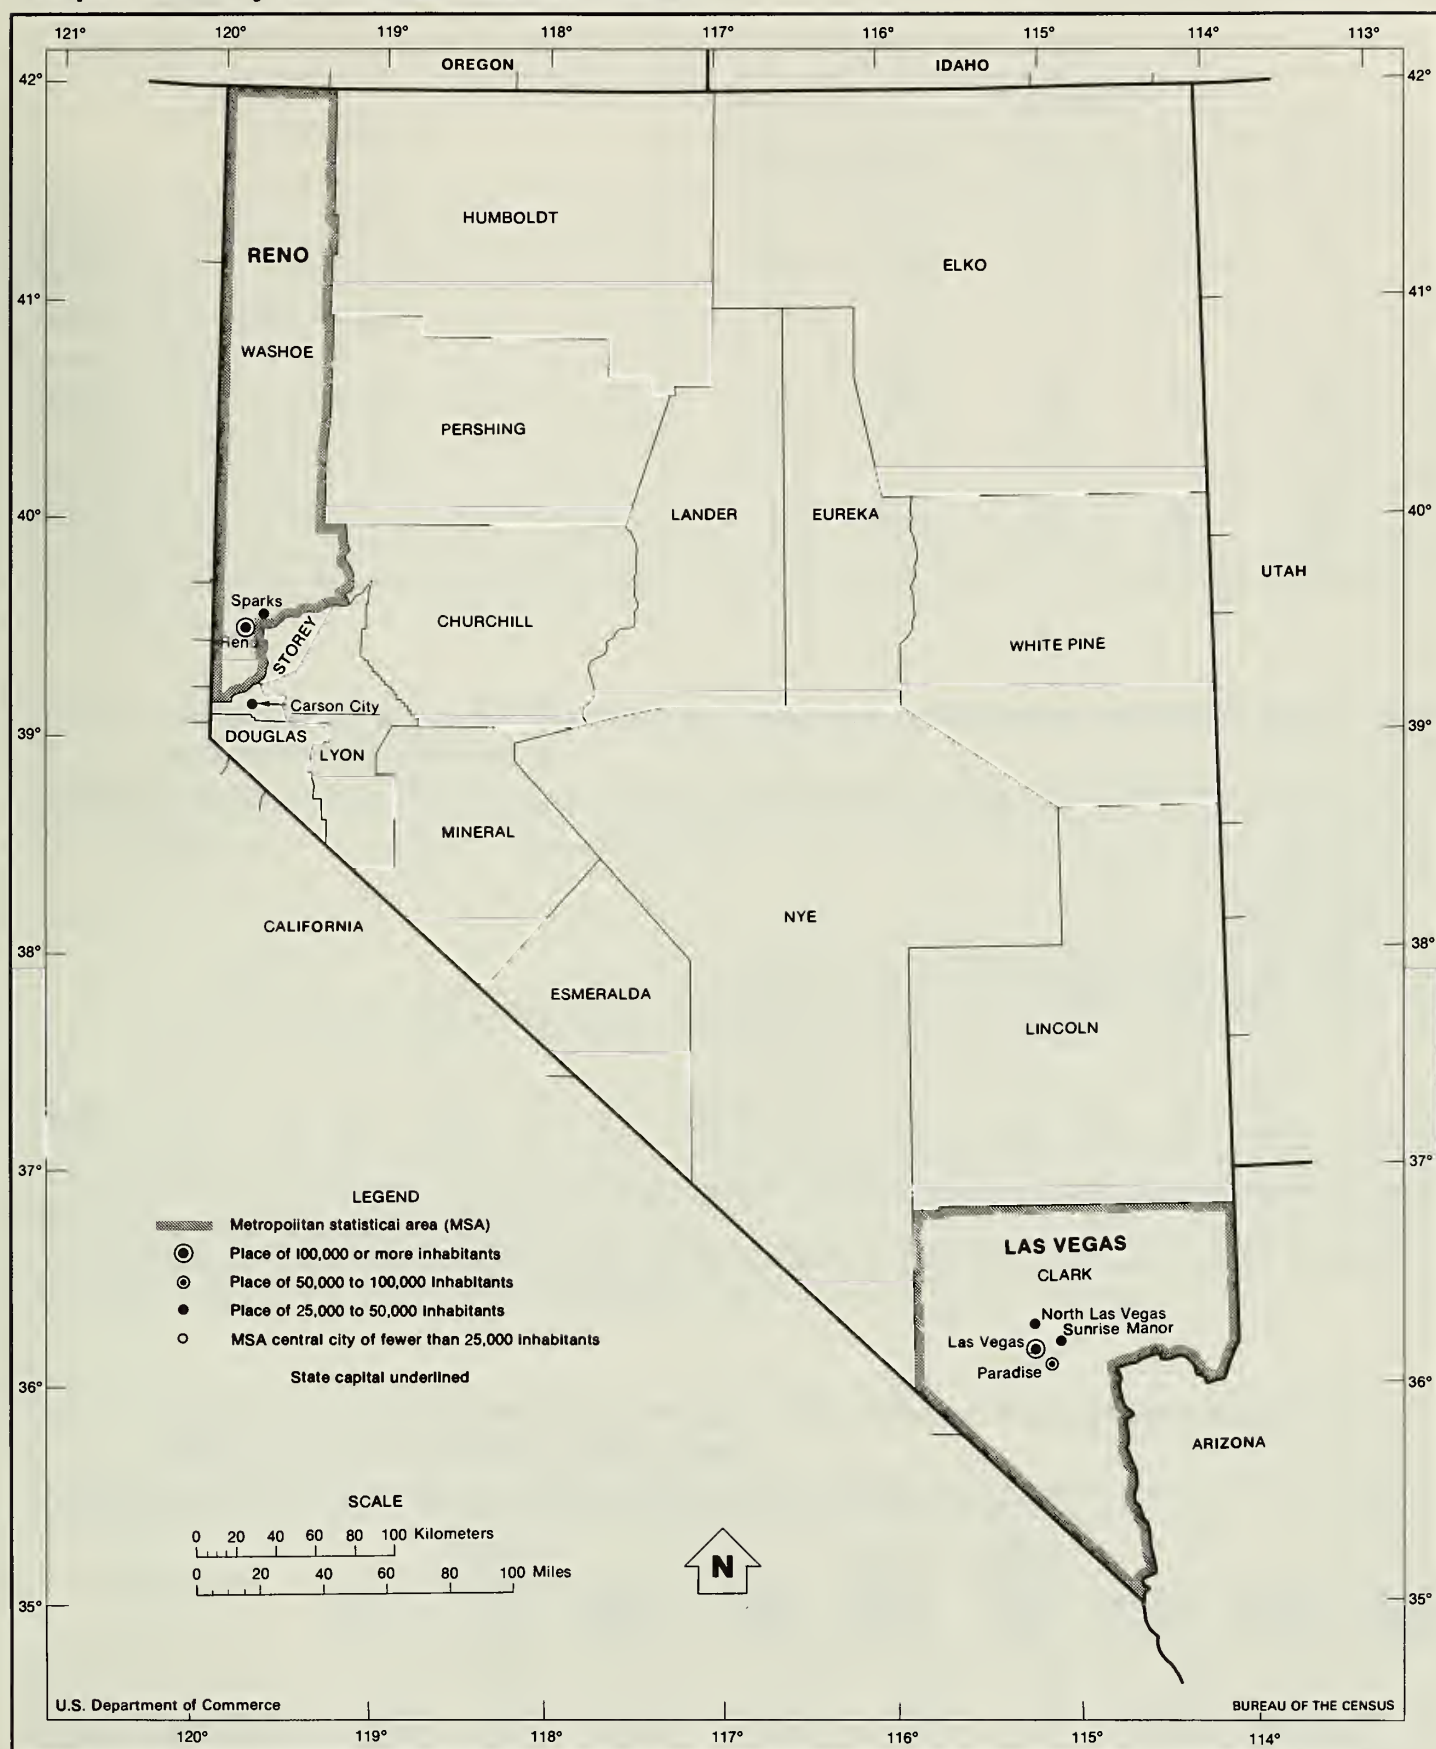 121° 120° 119° 118° 117° 116° 115° 114° 113°
OREGON IDAHO
42° 42°
HUMBOLDT
RENO
ELKO
41° 41°
WASHOE
PERSHING
40° LANDER EUREKA 40°
UTAH
Sparks
CHURCHILL
STOREY
WHITE PINE
Carson City
39° 39°
DOUGLAS
LYON
MINERAL
NYE
CALIFORNIA
38° 38°
ESMERALDA
LINCOLN
37° 37°
LEGEND
Metropolitan statistical area (MSA)
Place of 100,000 or more inhabitants
Place of 50,000 to 100,000 inhabitants
Place of 25,000 to 50,000 inhabitants
MSA central city of fewer than 25,000 inhabitants
State capital underlined
LAS VEGAS
CLARK
North Las Vegas
Sunrise Manor
Las Vegas
Paradise
36° 36°
ARIZONA
SCALE
0 20 40 60 80 100 Kilometers
0 20 40 60 80 100 Miles
N
35° 35°
U.S. Department of Commerce
BUREAU OF THE CENSUS
120° 119° 118° 117° 116° 115° 114°